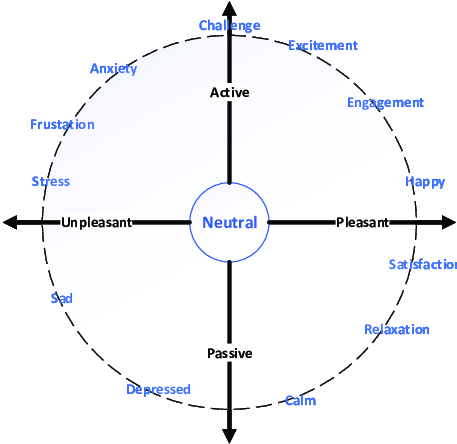 Challenge
Excitement
Anxiety
Active
Engagement
Frustation
Stress
Happy
Unpleasant
Neutral
Pleasant
Satisfaction
Sad
Relaxation
Passive
Depressed
Calm